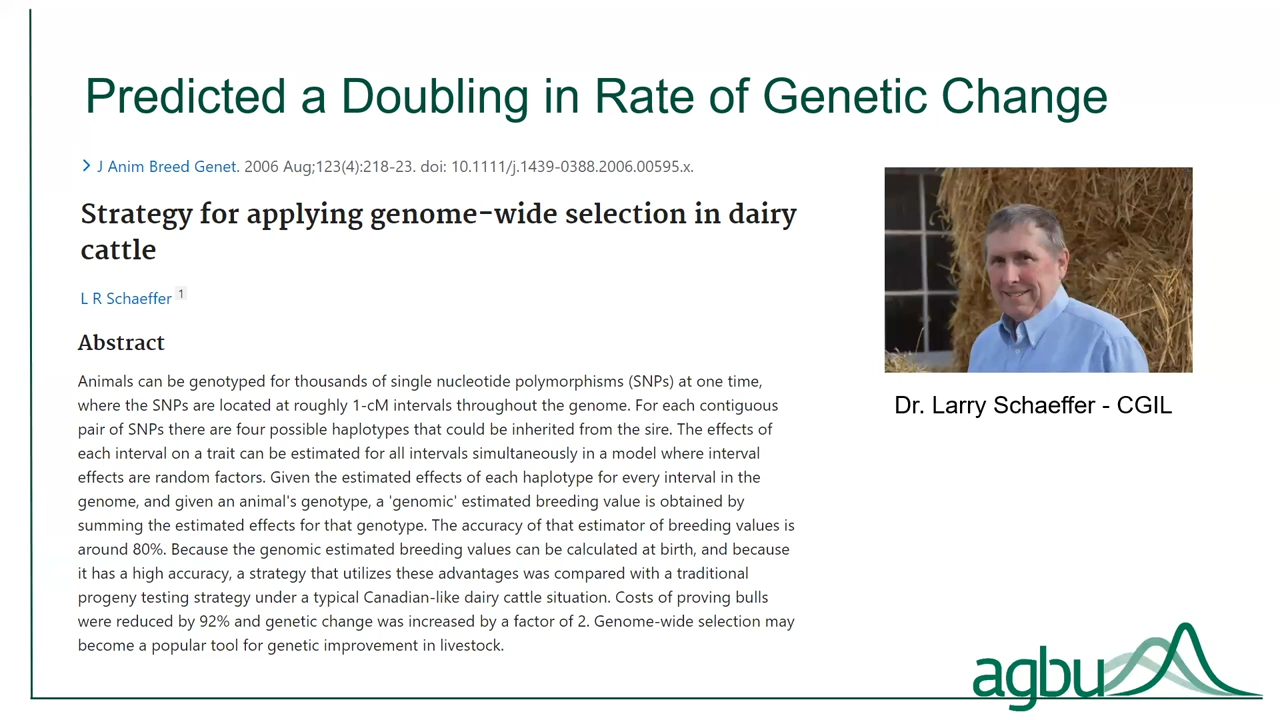 Predicted a Doubling in Rate of Genetic Change
J Anim Breed Genet. 2006 Aug;123(4):218-23. doi: 10.1111/j.1439-0388.2006.00595.x.
Strategy for applying genome-wide selection in dairy
cattle
L R Schaeffer 1
Abstract
Animals can be genotyped for thousands of single nucleotide polymorphisms (SNPs) at one time,
where the SNPs are located at roughly 1-cM intervals throughout the genome. For each contiguous
pair of SNPs there are four possible haplotypes that could be inherited from the sire. The effects of
each interval on a trait can be estimated for all intervals simultaneously in a model where interval
effects are random factors. Given the estimated effects of each haplotype for every interval in the
genome, and given an animal's genotype, a 'genomic' estimated breeding value is obtained by
summing the estimated effects for that genotype. The accuracy of that estimator of breeding values is
around 80%. Because the genomic estimated breeding values can be calculated at birth, and because
it has a high accuracy, a strategy that utilizes these advantages was compared with a traditional
progeny testing strategy under a typical Canadian-like dairy cattle situation. Costs of proving bulls
were reduced by 92% and genetic change was increased by a factor of 2. Genome-wide selection may
become a popular tool for genetic improvement in livestock.
Dr. Larry Schaeffer - CGIL
agbu